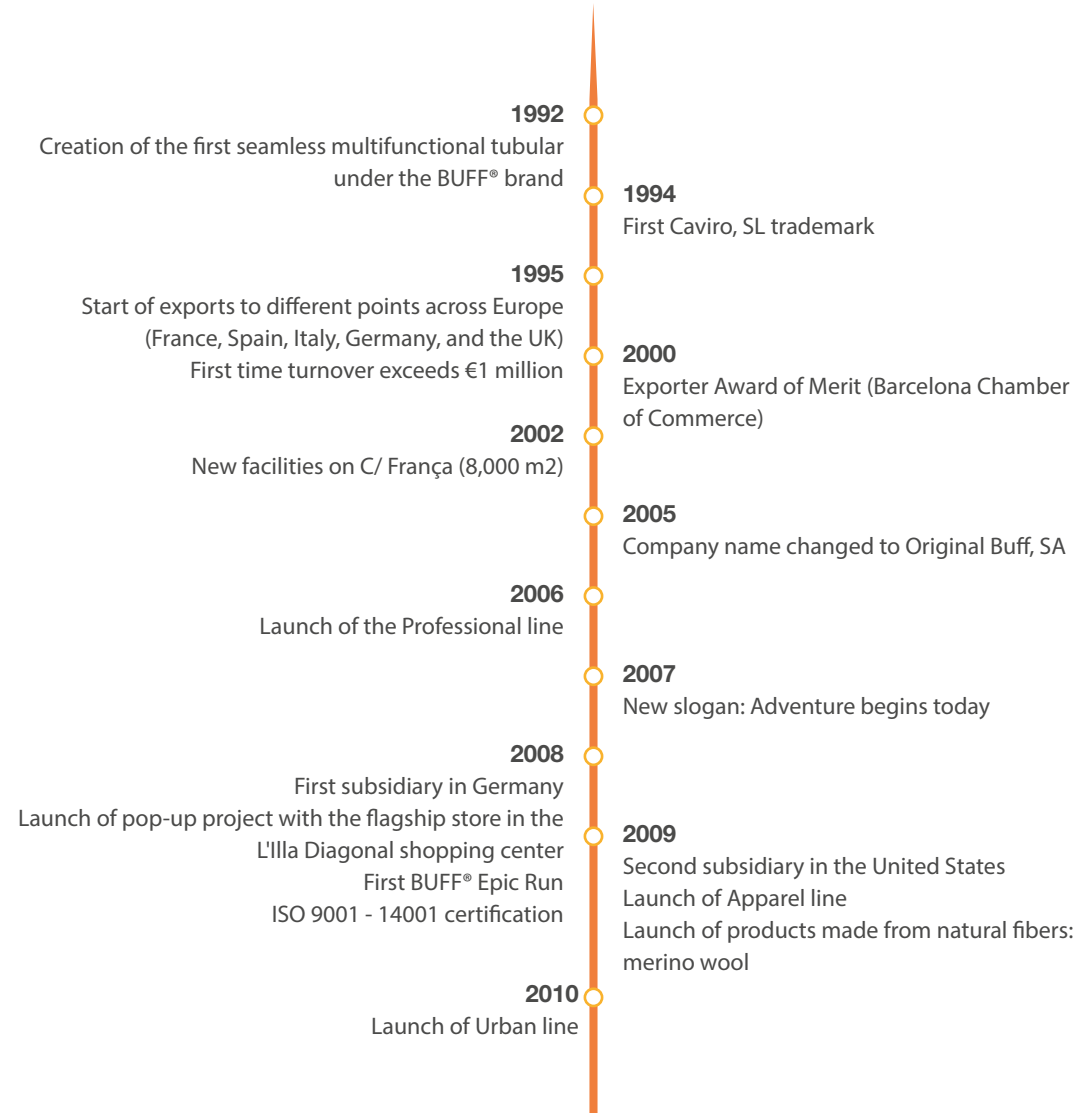 1992
Creation of the first seamless multifunctional tubular
under the BUFF® brand
1994
First Caviro, SL trademark
1995
Start of exports to different points across Europe
(France, Spain, Italy, Germany, and the UK)
First time turnover exceeds €1 million
2000
Exporter Award of Merit (Barcelona Chamber
of Commerce)
2002
New facilities on C/ França (8,000 m2)
2005
Company name changed to Original Buff, SA
2006
Launch of the Professional line
2007
New slogan: Adventure begins today
2008
First subsidiary in Germany
Launch of pop-up project with the flagship store in the
L'Illa Diagonal shopping center
First BUFF® Epic Run
ISO 9001 - 14001 certification
2009
Second subsidiary in the United States
Launch of Apparel line
Launch of products made from natural fibers:
merino wool
2010
Launch of Urban line